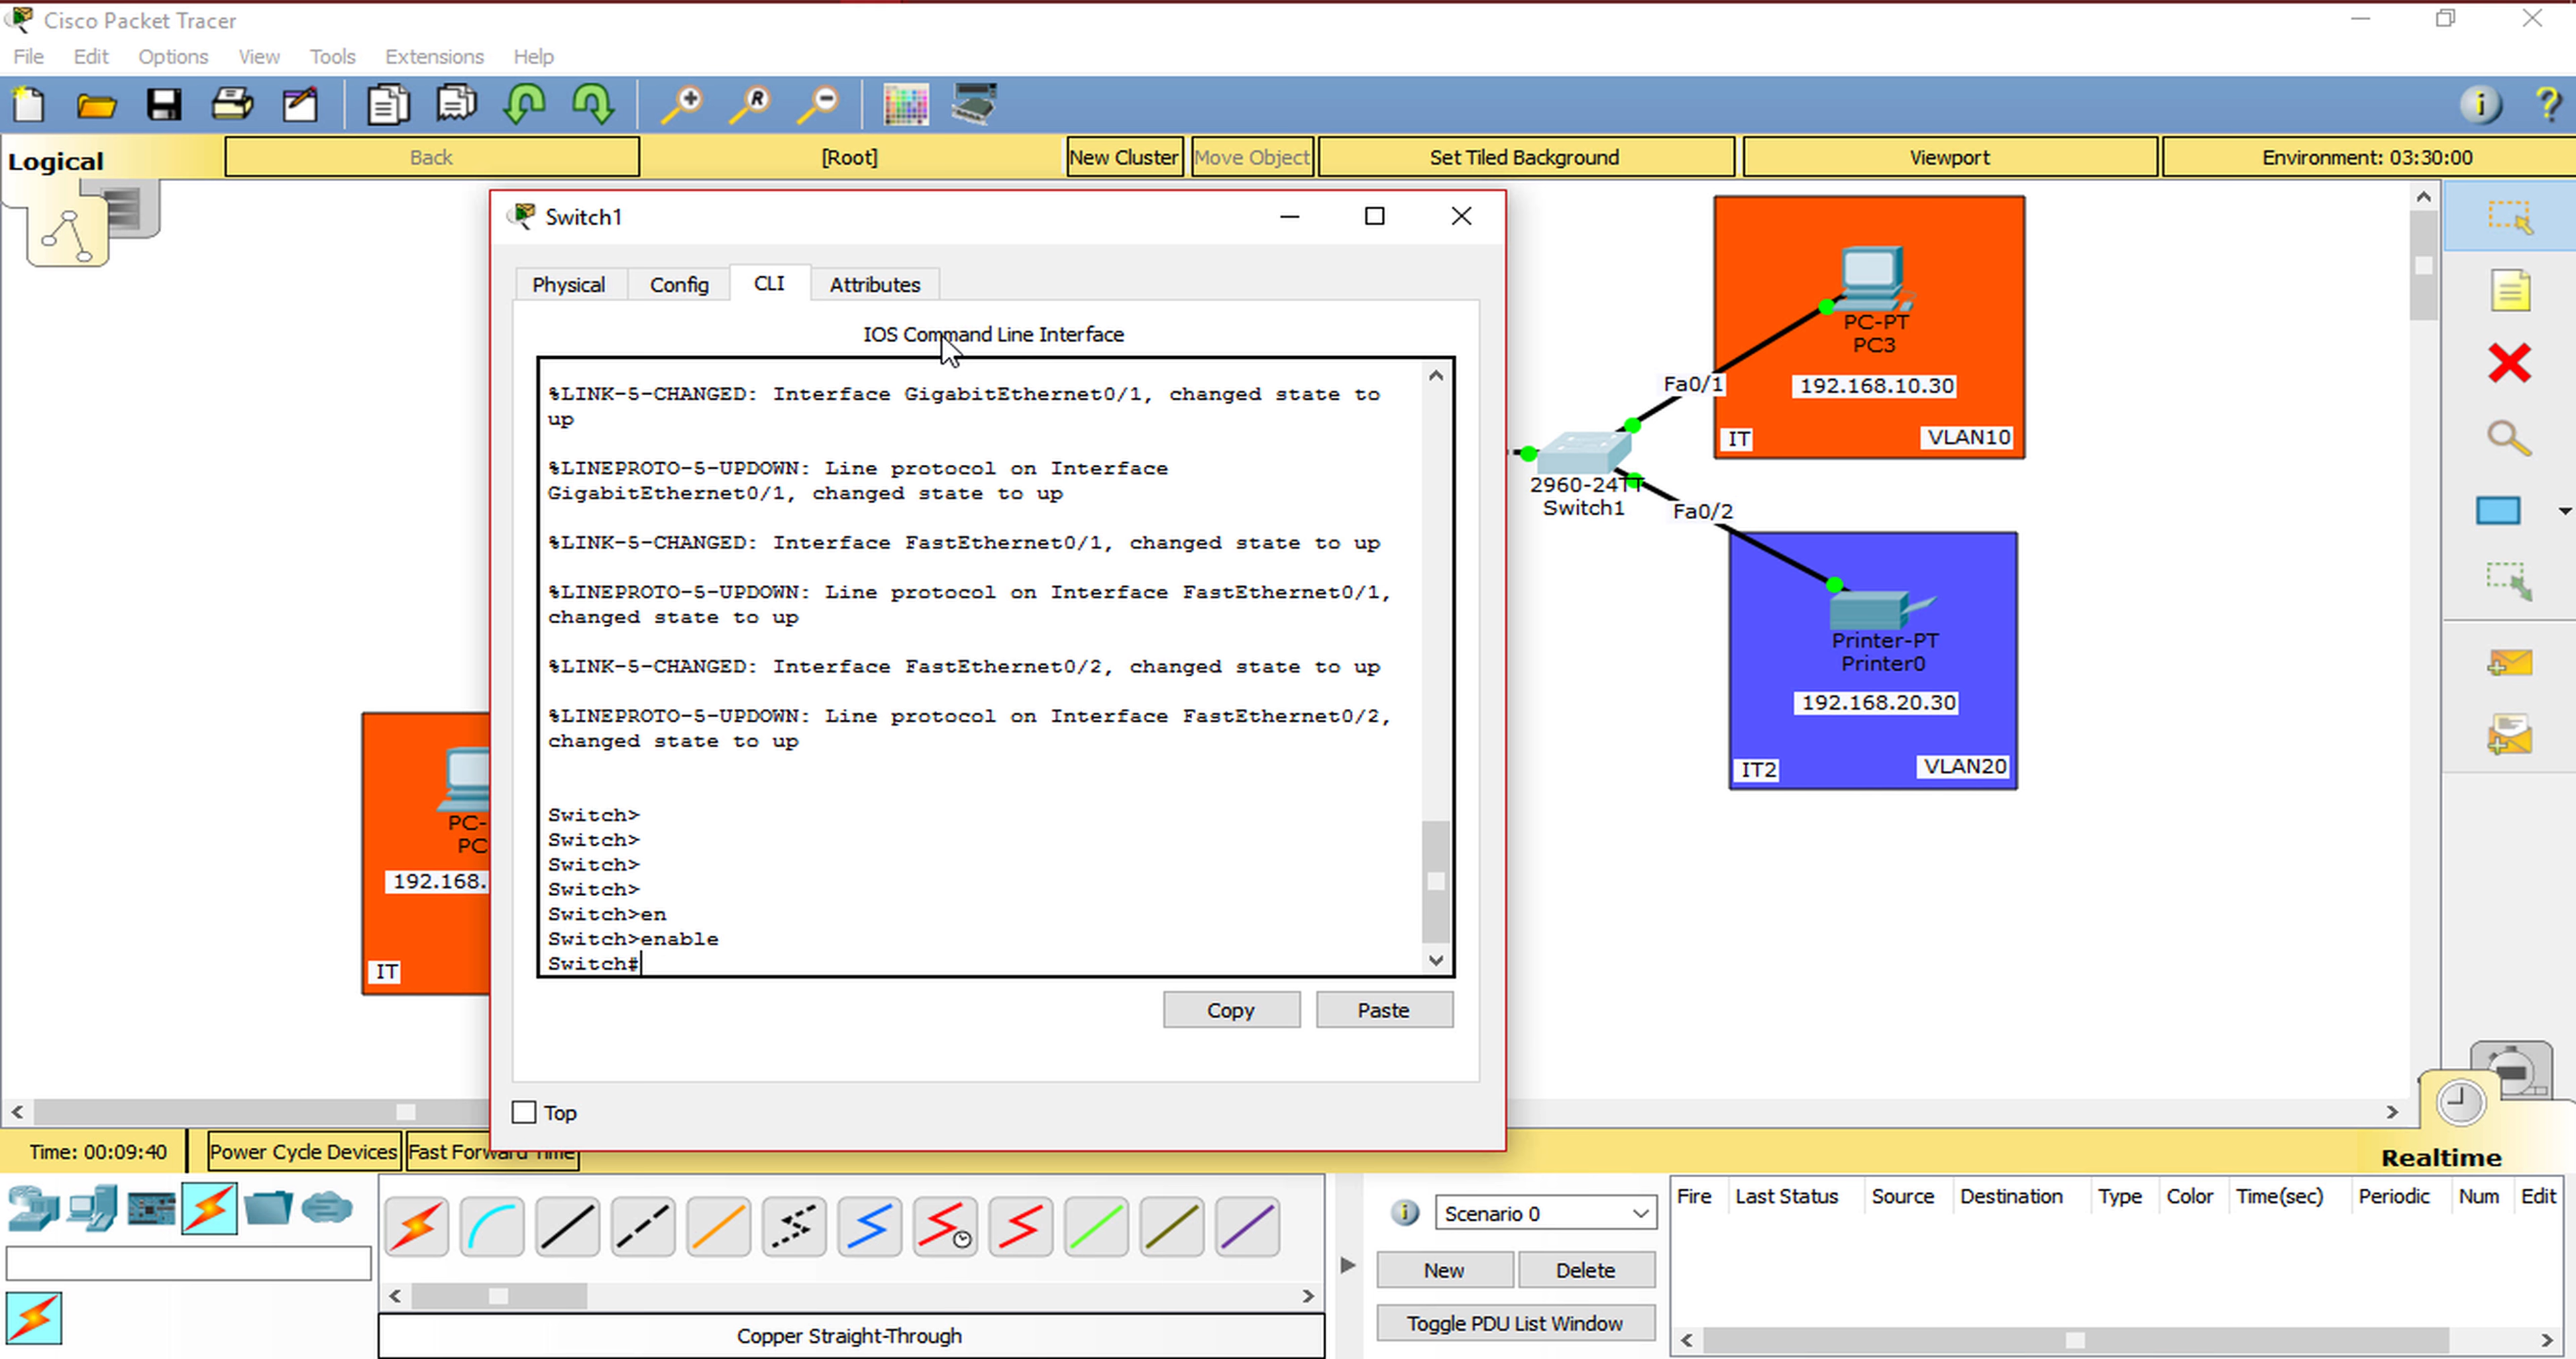 Cisco Packet Tracer
File Edit Options View Tools Extensions Help
Logical
Back
[Root]
New Cluster
Move Object
Set Tiled Background
Viewport
Environment: 03:30:00
Switch1
Physical
Config
CLI
Attributes
IOS Command Line Interface
%LINK-5-CHANGED: Interface GigabitEthernet0/1, changed state to
up
%LINEPROTO-5-UPDOWN: Line protocol on Interface
GigabitEthernet0/1, changed state to up
%LINK-5-CHANGED: Interface FastEthernet0/1, changed state to up
%LINEPROTO-5-UPDOWN: Line protocol on Interface FastEthernet0/1,
changed state to up
%LINK-5-CHANGED: Interface FastEthernet0/2, changed state to up
%LINEPROTO-5-UPDOWN: Line protocol on Interface FastEthernet0/2,
changed state to up
Switch>
Switch>
Switch>
Switch>
Switch>en
Switch>enable
Switch#
Copy
Paste
Top
PC-
PC
192.168.
IT
PC-PT
PC3
192.168.10.30
IT
VLAN10
Fa0/1
2960-24TT
Switch1
Fa0/2
Printer-PT
Printer0
192.168.20.30
IT2
VLAN20
Time: 00:09:40
Power Cycle Devices
Fast Forward Time
Realtime
Scenario 0
New
Delete
Toggle PDU List Window
Fire Last Status Source Destination Type Color Time(sec) Periodic Num Edit
Copper Straight-Through